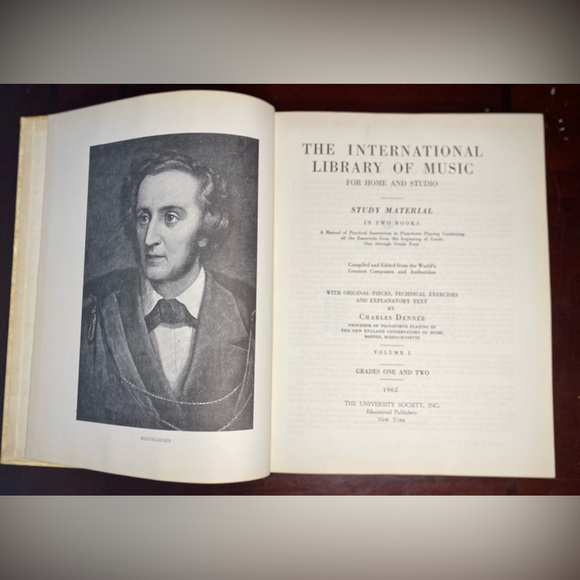 MENDELSSOHN
THE INTERNATIONAL
LIBRARY OF MUSIC
FOR HOME AND STUDIO
STUDY MATERIAL
IN TWO BOOKS
A Manual of Practical Instruction in Pianoforte Playing Combining
all the Essentials from the beginning of Grade
One through Grade Four
Compiled and Edited from the World's
Greatest Composers and Authorities
WITH ORIGINAL PIECES, TECHNICAL EXERCISES
AND EXPLANATORY TEXT
BY
CHARLES DENNÉE
PROFESSOR OF PIANOFORTE PLAYING IN
THE NEW ENGLAND CONSERVATORY OF MUSIC
BOSTON, MASSACHUSETTS
VOLUME I
GRADES ONE AND TWO
1962
THE UNIVERSITY SOCIETY, INC.
Educational Publishers
New York